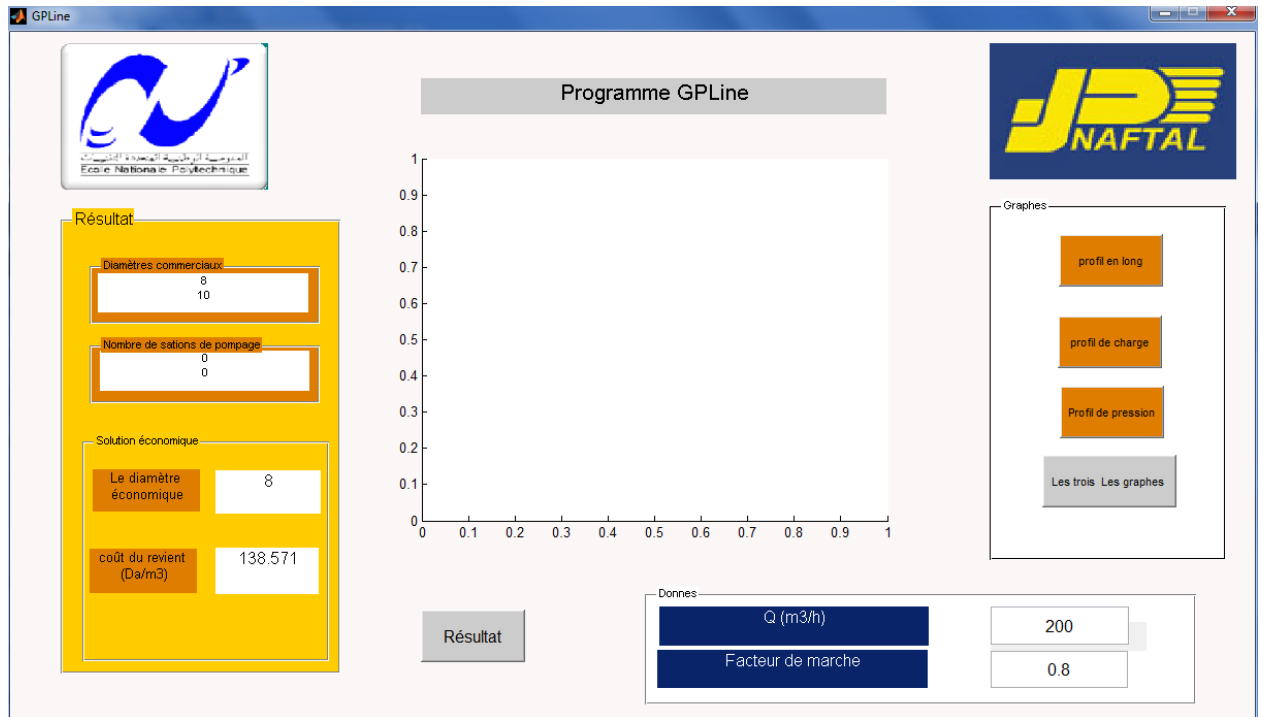 GPLine
المدرسة الوطنية المتعددة التقنيات
Ecole Nationale Polytechnique
Programme GPLine
NAFTAL
Résultat
Diamètres commerciaux
8
10
Nombre de sations de pompage
0
0
Solution économique
Le diamètre
économique
8
coût du revient
(Da/m3)
138.571
1
0.9
0.8
0.7
0.6
0.5
0.4
0.3
0.2
0.1
0
0 0.1 0.2 0.3 0.4 0.5 0.6 0.7 0.8 0.9 1
Graphes
profil en long
profil de charge
Profil de pression
Les trois Les graphes
Résultat
Donnes
Q (m3/h)
200
Facteur de marche
0.8